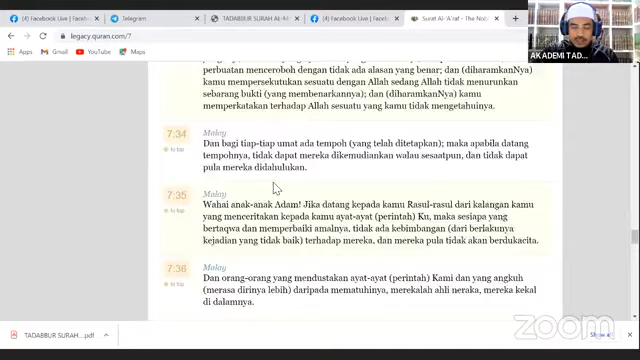 (4) Facebook Live | Facel
Telegram
TADABBUR SURAH AL-A
(4) Facebook Live | Facel
Surat Al-'A'raf - The Nobl
legacy.quran.com/7
Apps
Gmail
YouTube
Maps
AKADEMI TAD...
perbuatan menceroboh dengan tidak ada alasan yang benar; dan (diharamkanNya)
kamu mempersekutukan sesuatu dengan Allah sedang Allah tidak menurunkan
sebarang bukti (yang membenarkannya); dan (diharamkanNya) kamu
memperkatakan terhadap Allah sesuatu yang kamu tidak mengetahuinya.
7:34
to top
Malay
Dan bagi tiap-tiap umat ada tempoh (yang telah ditetapkan); maka apabila datang
tempohnya, tidak dapat mereka dikemudiankan walau sesaatpun, dan tidak dapat
pula mereka didahulukan.
7:35
to top
Malay
Wahai anak-anak Adam! Jika datang kepada kamu Rasul-rasul dari kalangan kamu
yang menceritakan kepada kamu ayat-ayat (perintah) Ku, maka sesiapa yang
bertaqwa dan memperbaiki amalnya, tidak ada kebimbangan (dari berlakunya
kejadian yang tidak baik) terhadap mereka, dan mereka pula tidak akan berdukacita.
7:36
to top
Malay
Dan orang-orang yang mendustakan ayat-ayat (perintah) Kami dan yang angkuh
(merasa dirinya lebih) daripada mematuhinya, merekalah ahli neraka, mereka kekal
di dalamnya.
zoom
TADABBUR SURAH....pdf
Show all